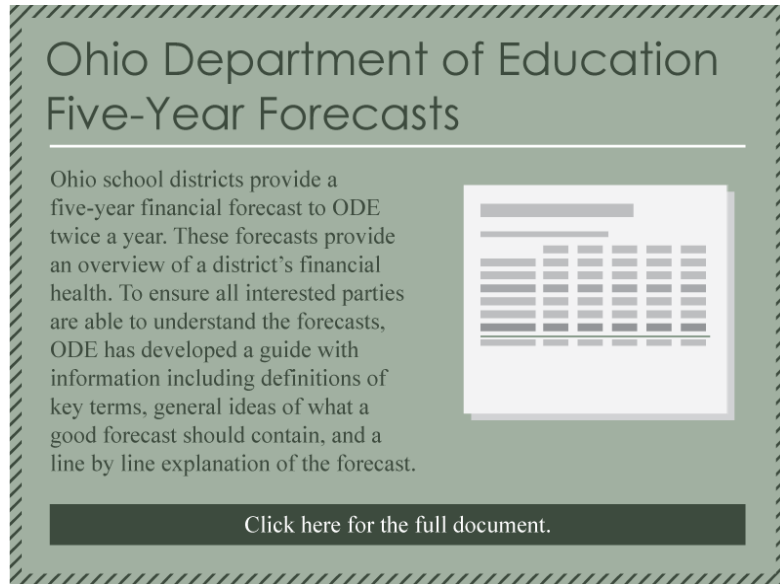 Ohio Department of Education
Five-Year Forecasts
Ohio school districts provide a
five-year financial forecast to ODE
twice a year. These forecasts provide
an overview of a district's financial
health. To ensure all interested parties
are able to understand the forecasts,
ODE has developed a guide with
information including definitions of
key terms, general ideas of what a
good forecast should contain, and a
line by line explanation of the forecast.
Click here for the full document.